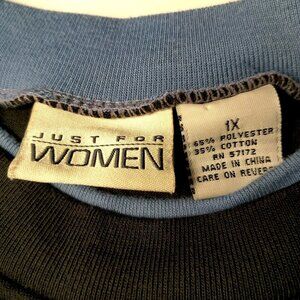 JUST FOR
WOMEN
1X
65% POLYESTER
35% COTTON
RN 57172
MADE IN CHINA
CARE ON REVERSE